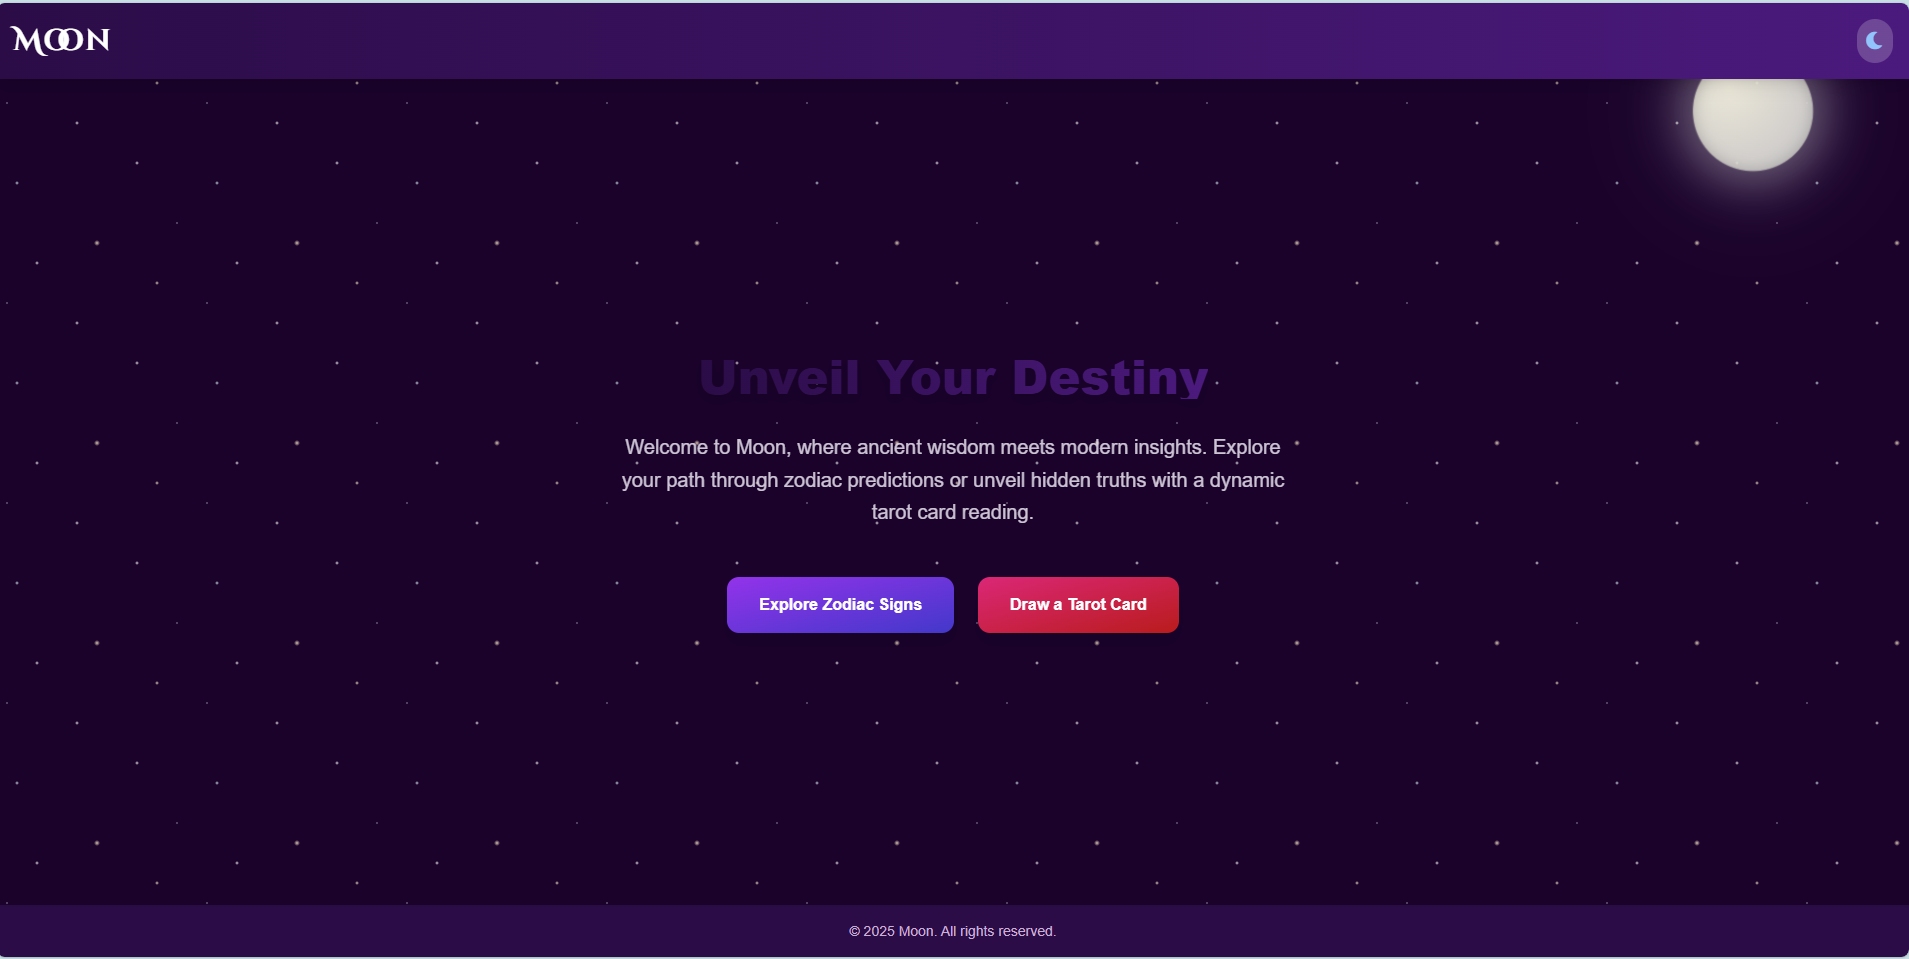 MOON
Unveil Your Destiny
Welcome to Moon, where ancient wisdom meets modern insights. Explore
your path through zodiac predictions or unveil hidden truths with a dynamic
tarot card reading.
Explore Zodiac Signs
Draw a Tarot Card
© 2025 Moon. All rights reserved.